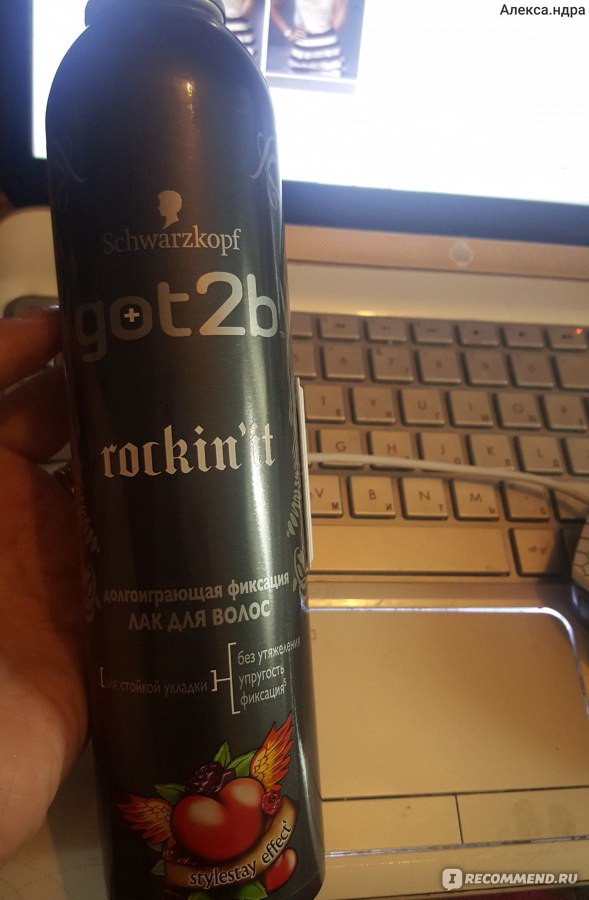 Алекса.ндра
Schwarzkopf
got2b
rockin'it
долгоиграющая фиксация
ЛАК ДЛЯ ВОЛОС
стойкой укладки
без утяжеления
упругость
фиксация
stylestay effect
I RECOMMEND.RU